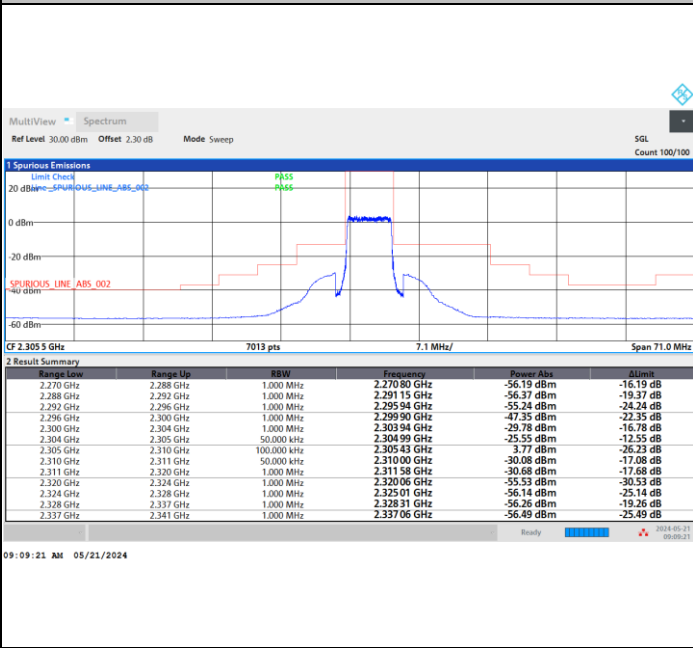 MultiView Spectrum
Ref Level 30.00 dBm Offset 2.30 dB Mode Sweep SGL
Count 100/100
1 Spurious Emissions
Limit Check PASS
20 dBm Line _SPURIOUS_LINE_ABS_002 PASS
0 dBm
-20 dBm
SPURIOUS_LINE_ABS_002
-40 dBm
-60 dBm
CF 2.305 5 GHz 7013 pts 7.1 MHz/ Span 71.0 MHz
2 Result Summary
Range Low Range Up RBW Frequency Power Abs ΔLimit
2.270 GHz 2.288 GHz 1.000 MHz 2.270 80 GHz -56.19 dBm -16.19 dB
2.288 GHz 2.292 GHz 1.000 MHz 2.291 15 GHz -56.37 dBm -19.37 dB
2.292 GHz 2.296 GHz 1.000 MHz 2.295 94 GHz -55.24 dBm -24.24 dB
2.296 GHz 2.300 GHz 1.000 MHz 2.299 90 GHz -47.35 dBm -22.35 dB
2.300 GHz 2.304 GHz 1.000 MHz 2.303 94 GHz -29.78 dBm -16.78 dB
2.304 GHz 2.305 GHz 50.000 kHz 2.304 99 GHz -25.55 dBm -12.55 dB
2.305 GHz 2.310 GHz 100.000 kHz 2.305 43 GHz 3.77 dBm -26.23 dB
2.310 GHz 2.311 GHz 50.000 kHz 2.310 00 GHz -30.08 dBm -17.08 dB
2.311 GHz 2.320 GHz 1.000 MHz 2.311 58 GHz -30.68 dBm -17.68 dB
2.320 GHz 2.324 GHz 1.000 MHz 2.320 06 GHz -55.53 dBm -30.53 dB
2.324 GHz 2.328 GHz 1.000 MHz 2.325 01 GHz -56.14 dBm -25.14 dB
2.328 GHz 2.337 GHz 1.000 MHz 2.328 31 GHz -56.26 dBm -19.26 dB
2.337 GHz 2.341 GHz 1.000 MHz 2.337 06 GHz -56.49 dBm -25.49 dB
Ready 2024-05-21
09:09:21
09:09:21 AM 05/21/2024